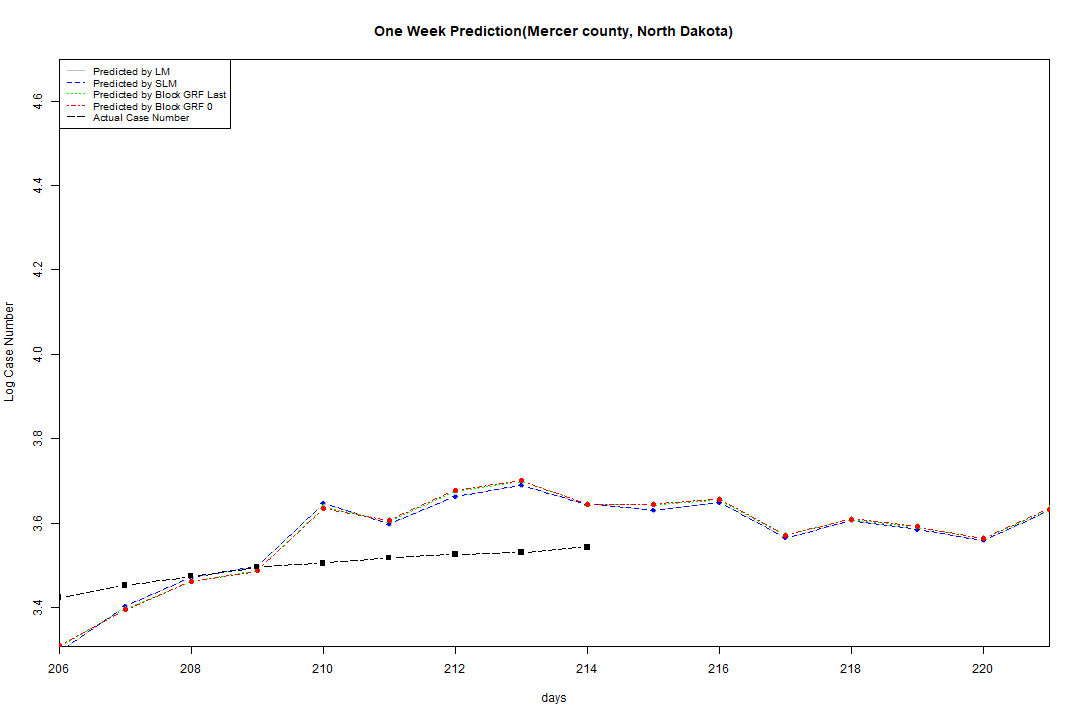 One Week Prediction(Mercer county, North Dakota)
Predicted by LM
Predicted by SLM
Predicted by Block GRF Last
Predicted by Block GRF 0
Actual Case Number
4.6
4.4
4.2
4.0
3.8
3.6
3.4
Log Case Number
206 208 210 212 214 216 218 220
days